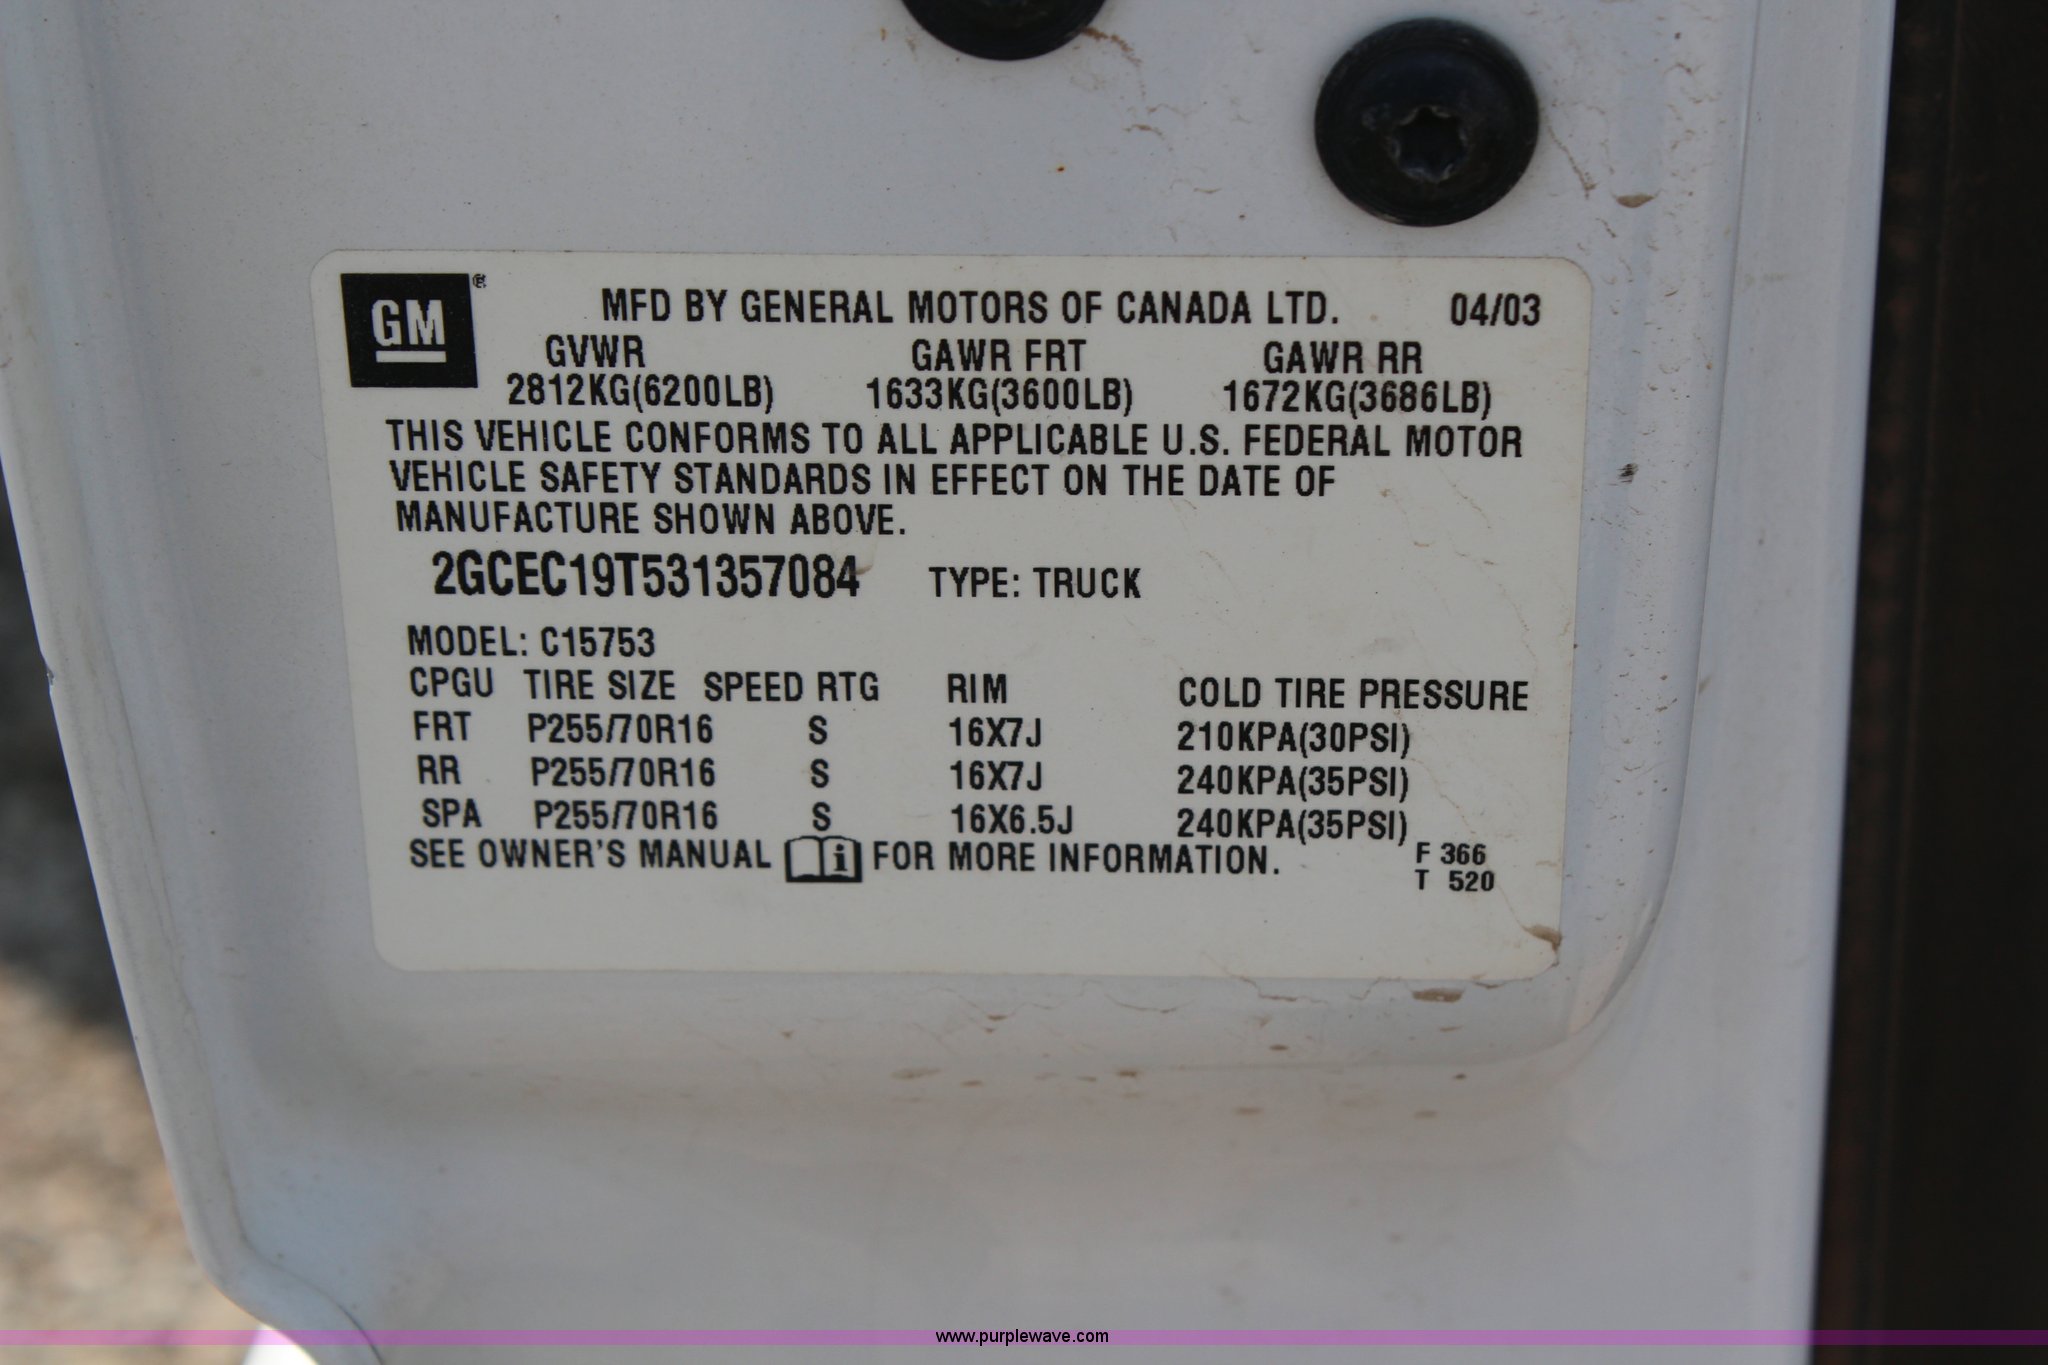 GM®
MFD BY GENERAL MOTORS OF CANADA LTD. 04/03
GVWR GAWR FRT GAWR RR
2812KG(6200LB) 1633KG(3600LB) 1672KG(3686LB)
THIS VEHICLE CONFORMS TO ALL APPLICABLE U.S. FEDERAL MOTOR
VEHICLE SAFETY STANDARDS IN EFFECT ON THE DATE OF
MANUFACTURE SHOWN ABOVE.
2GCEC19T531357084 TYPE: TRUCK
MODEL: C15753
CPGU TIRE SIZE SPEED RTG RIM COLD TIRE PRESSURE
FRT P255/70R16 S 16X7J 210KPA(30PSI)
RR P255/70R16 S 16X7J 240KPA(35PSI)
SPA P255/70R16 S 16X6.5J 240KPA(35PSI)
SEE OWNER'S MANUAL i FOR MORE INFORMATION. F 366
T 520
www.purplewave.com